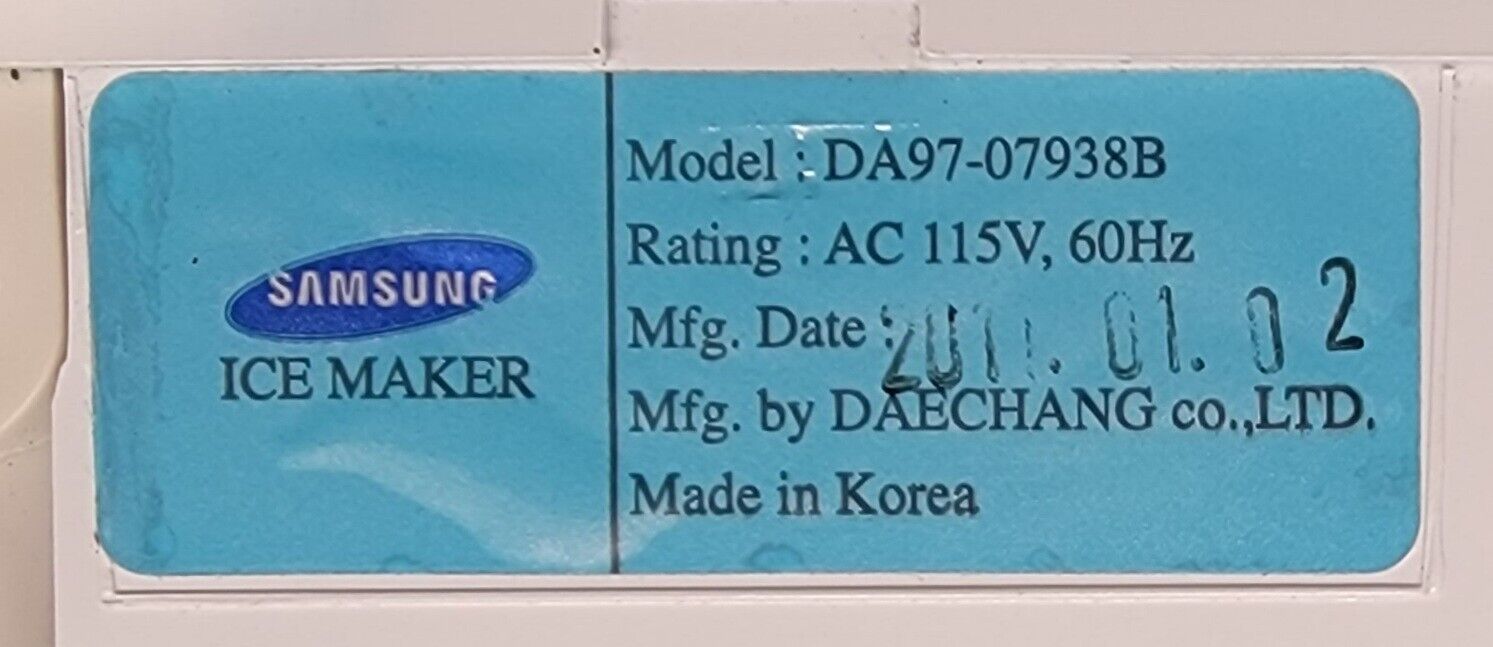 SAMSUNG
ICE MAKER
Model : DA97-07938B
Rating : AC 115V, 60Hz
Mfg. Date : 2011. 01. 02
Mfg. by DAECHANG co.,LTD.
Made in Korea